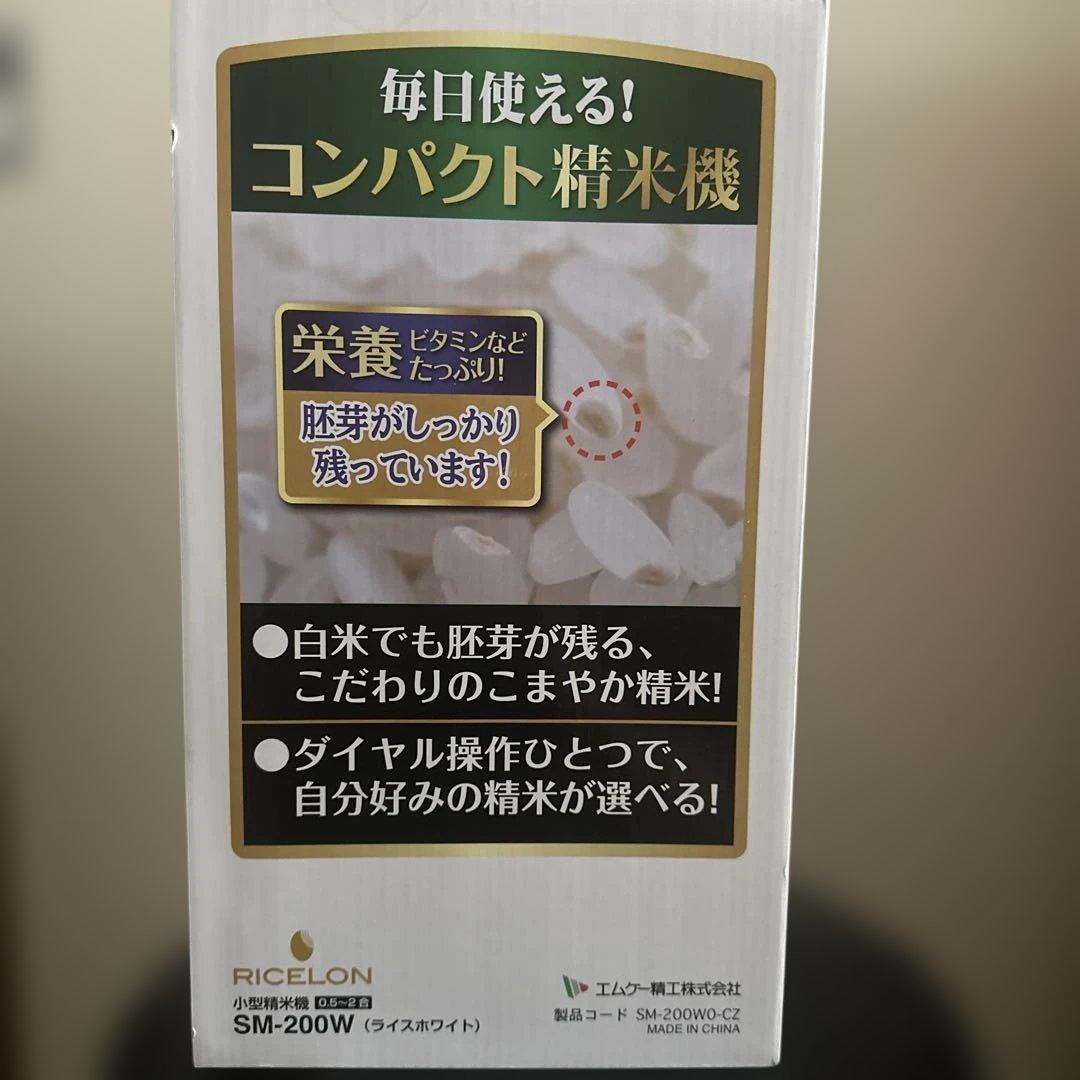 毎日使える!
コンパクト精米機
栄養 ビタミンなど
たっぷり!
胚芽がしっかり
残っています!
●白米でも胚芽が残る、
こだわりのこまやか精米!
●ダイヤル操作ひとつで、
自分好みの精米が選べる!
RICELON
小型精米機 0.5~2合
SM-200W (ライスホワイト)
エムケー精工株式会社
製品コード SM-200W0-CZ
MADE IN CHINA